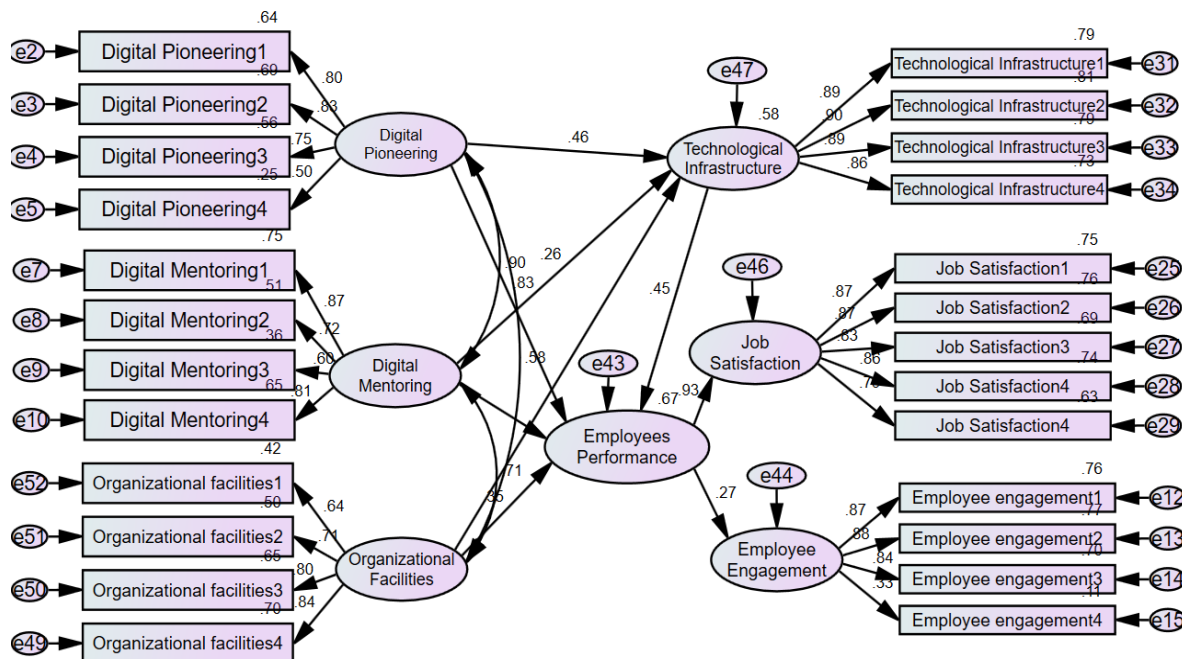 .64
e2
Digital Pioneering1
.69
.80
e3
Digital Pioneering2
.83
.56
e4
Digital Pioneering3
.75
.25
.50
e5
Digital Pioneering4
Digital
Pioneering
.75
e7
Digital Mentoring1
.51
.87
e8
Digital Mentoring2
.72
.36
e9
Digital Mentoring3
.60
.65
.81
e10
Digital Mentoring4
Digital
Mentoring
.42
e52
Organizational facilities1
.50
.64
e51
Organizational facilities2
.71
.65
e50
Organizational facilities3
.80
.70
.84
e49
Organizational facilities4
Organizational
Facilities
.46
.90
.83
.26
.58
.71
.35
.45
e47
.58
Technological
Infrastructure
e43
.67
Employees
Performance
.93
.27
e46
Job
Satisfaction
e44
Employee
Engagement
.79
Technological Infrastructure1
e31
.89
.81
Technological Infrastructure2
e32
.90
.79
Technological Infrastructure3
e33
.89
.73
Technological Infrastructure4
e34
.86
.75
Job Satisfaction1
e25
.87
.76
Job Satisfaction2
e26
.87
.69
Job Satisfaction3
e27
.83
.74
Job Satisfaction4
e28
.86
.63
Job Satisfaction4
e29
.76
Employee engagement1
e12
.87
.77
Employee engagement2
e13
.88
.70
Employee engagement3
e14
.84
.11
Employee engagement4
e15
.33